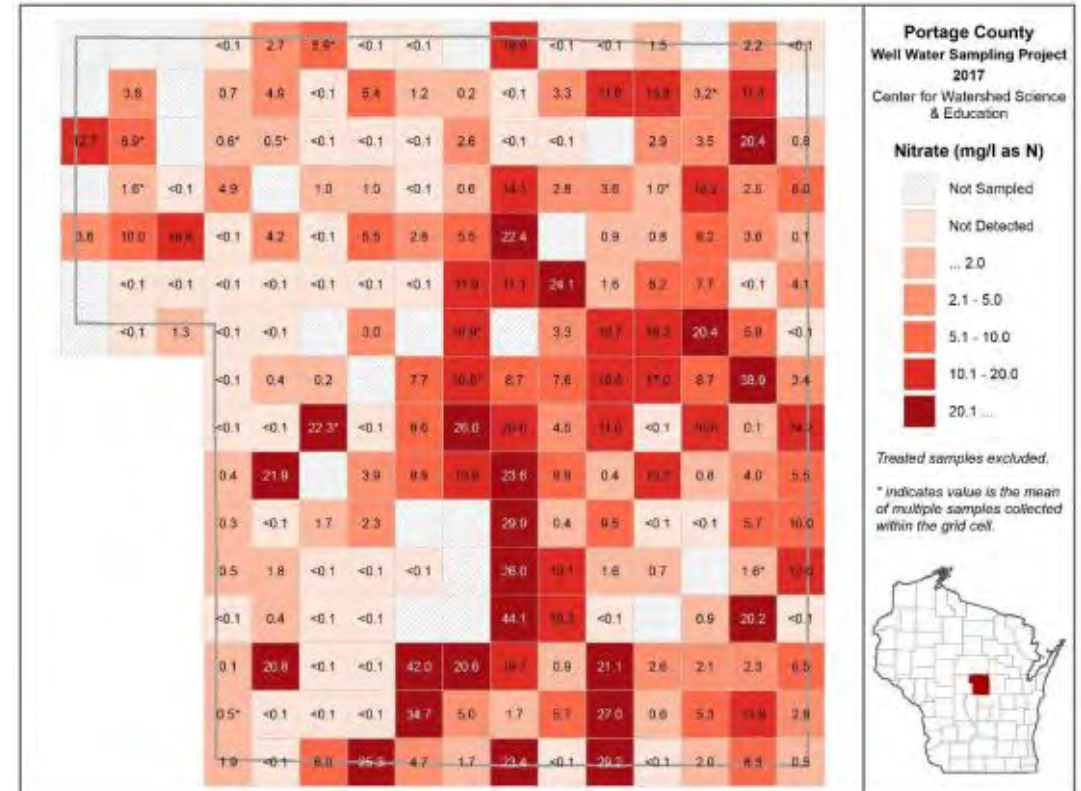 <0.1 2.7 <0.1 <0.1 <0.1 <0.1 1.5 2.2 <0.1
3.6 0.7 4.9 <0.1 5.4 1.2 0.2 <0.1 3.3 3.2*
6.9* 0.6* 0.5* <0.1 <0.1 <0.1 2.6 <0.1 <0.1 2.9 3.5 20.4 0.8
1.6* <0.1 4.9 1.0 1.0 <0.1 0.6 2.8 3.6 1.0* 2.5
3.6 10.0 <0.1 4.2 <0.1 5.5 2.8 5.5 22.4 0.9 0.8 3.6 0.1
<0.1 <0.1 <0.1 <0.1 <0.1 <0.1 <0.1 24.1 1.6 7.7 <0.1 4.1
<0.1 1.3 <0.1 <0.1 3.0 3.3 20.4 5.9 <0.1
<0.1 0.4 0.2 7.7 8.7 7.6 8.7 38.9 3.4
<0.1 <0.1 22.3* <0.1 26.0 4.5 <0.1 0.1
0.4 21.9 3.9 23.6 0.4 4.0 5.5
0.3 <0.1 1.7 2.3 29.9 0.4 9.5 <0.1 <0.1 5.7
0.5 1.8 <0.1 <0.1 <0.1 26.0 1.6 0.7 1.6*
<0.1 0.4 <0.1 <0.1 44.1 <0.1 0.9 20.2 <0.1
0.1 20.8 <0.1 <0.1 42.0 20.6 0.9 21.1 2.6 2.1 2.3
0.5* <0.1 <0.1 <0.1 34.7 5.0 1.7 27.0 0.6 5.3 2.8
1.9 <0.1 4.7 1.7 23.4 <0.1 <0.1 2.0 0.5
Portage County
Well Water Sampling Project
2017
Center for Watershed Science
& Education
Nitrate (mg/l as N)
Not Sampled
Not Detected
... 2.0
2.1 - 5.0
5.1 - 10.0
10.1 - 20.0
20.1 ...
Treated samples excluded.
* indicates value is the mean
of multiple samples collected
within the grid cell.